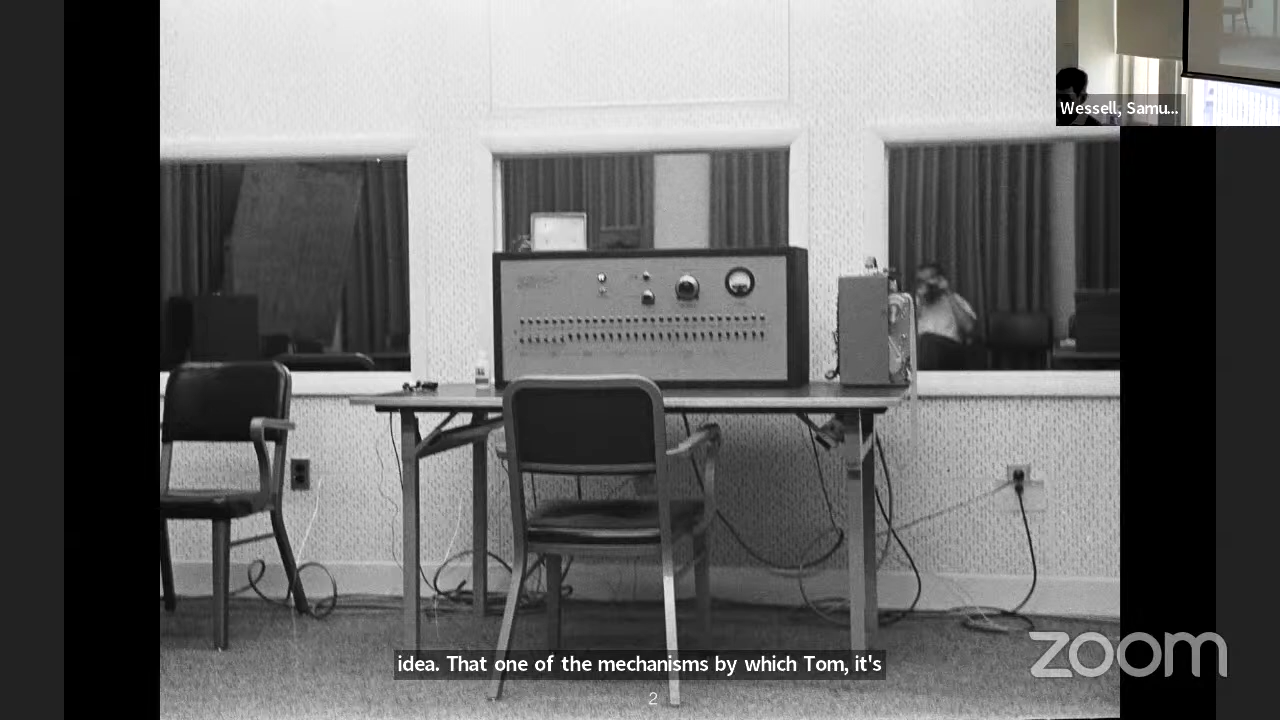 Wessell, Samu...
idea. That one of the mechanisms by which Tom, it's
2
zoom